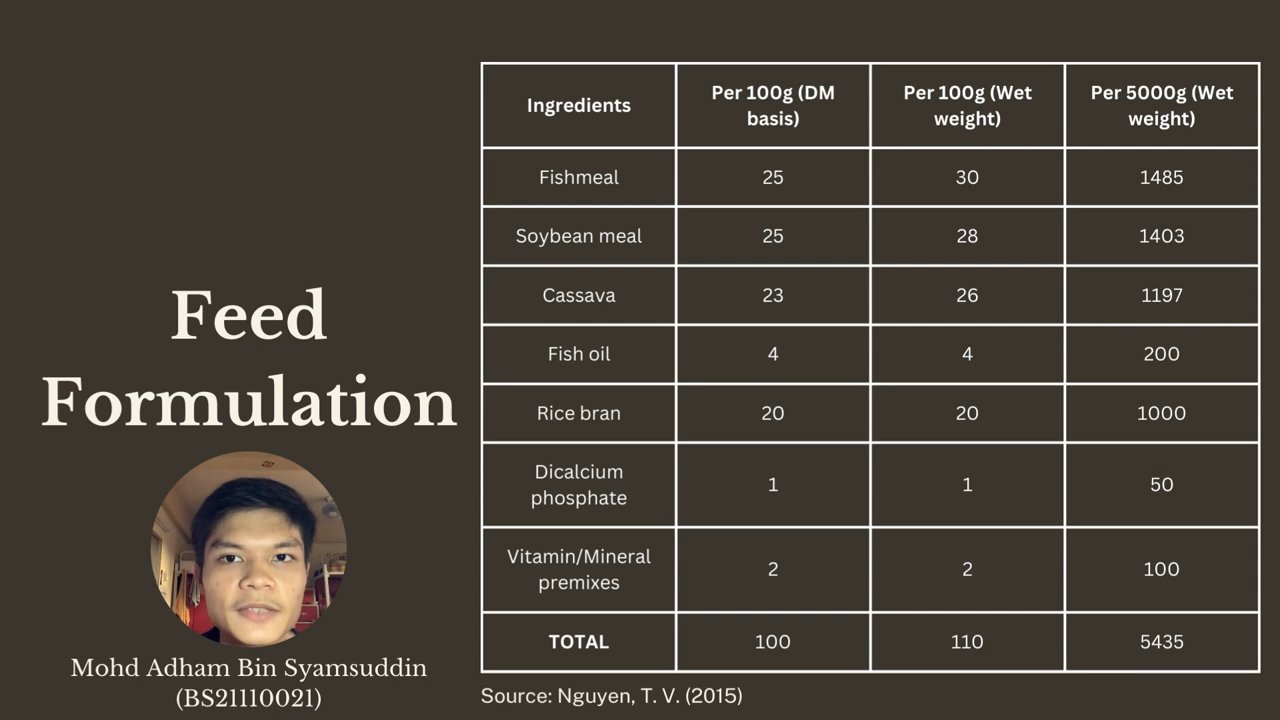 Feed
Formulation
Mohd Adham Bin Syamsuddin
(BS21110021)
Ingredients
Per 100g (DM
basis)
Per 100g (Wet
weight)
Per 5000g (Wet
weight)
Fishmeal 25 30 1485
Soybean meal 25 28 1403
Cassava 23 26 1197
Fish oil 4 4 200
Rice bran 20 20 1000
Dicalcium
phosphate
1 1 50
Vitamin/Mineral
premixes
2 2 100
TOTAL 100 110 5435
Source: Nguyen, T. V. (2015)